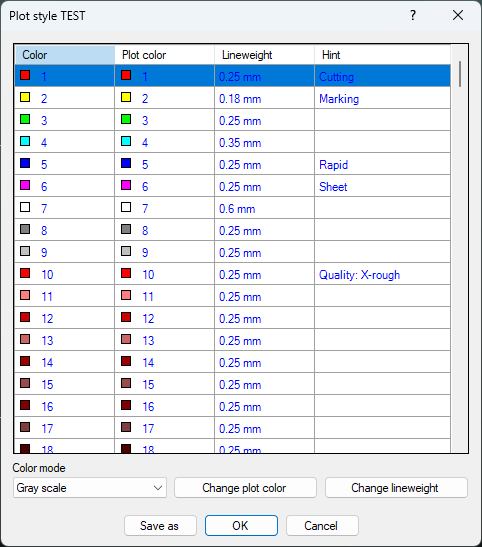 Plot style TEST ?
Color Plot color Lineweight Hint
1 1 0.25 mm Cutting
2 2 0.18 mm Marking
3 3 0.25 mm
4 4 0.35 mm
5 5 0.25 mm Rapid
6 6 0.25 mm Sheet
7 7 0.6 mm
8 8 0.25 mm
9 9 0.25 mm
10 10 0.25 mm Quality: X-rough
11 11 0.25 mm
12 12 0.25 mm
13 13 0.25 mm
14 14 0.25 mm
15 15 0.25 mm
16 16 0.25 mm
17 17 0.25 mm
18 18 0.25 mm
Color mode
Gray scale Change plot color Change lineweight
Save as OK Cancel